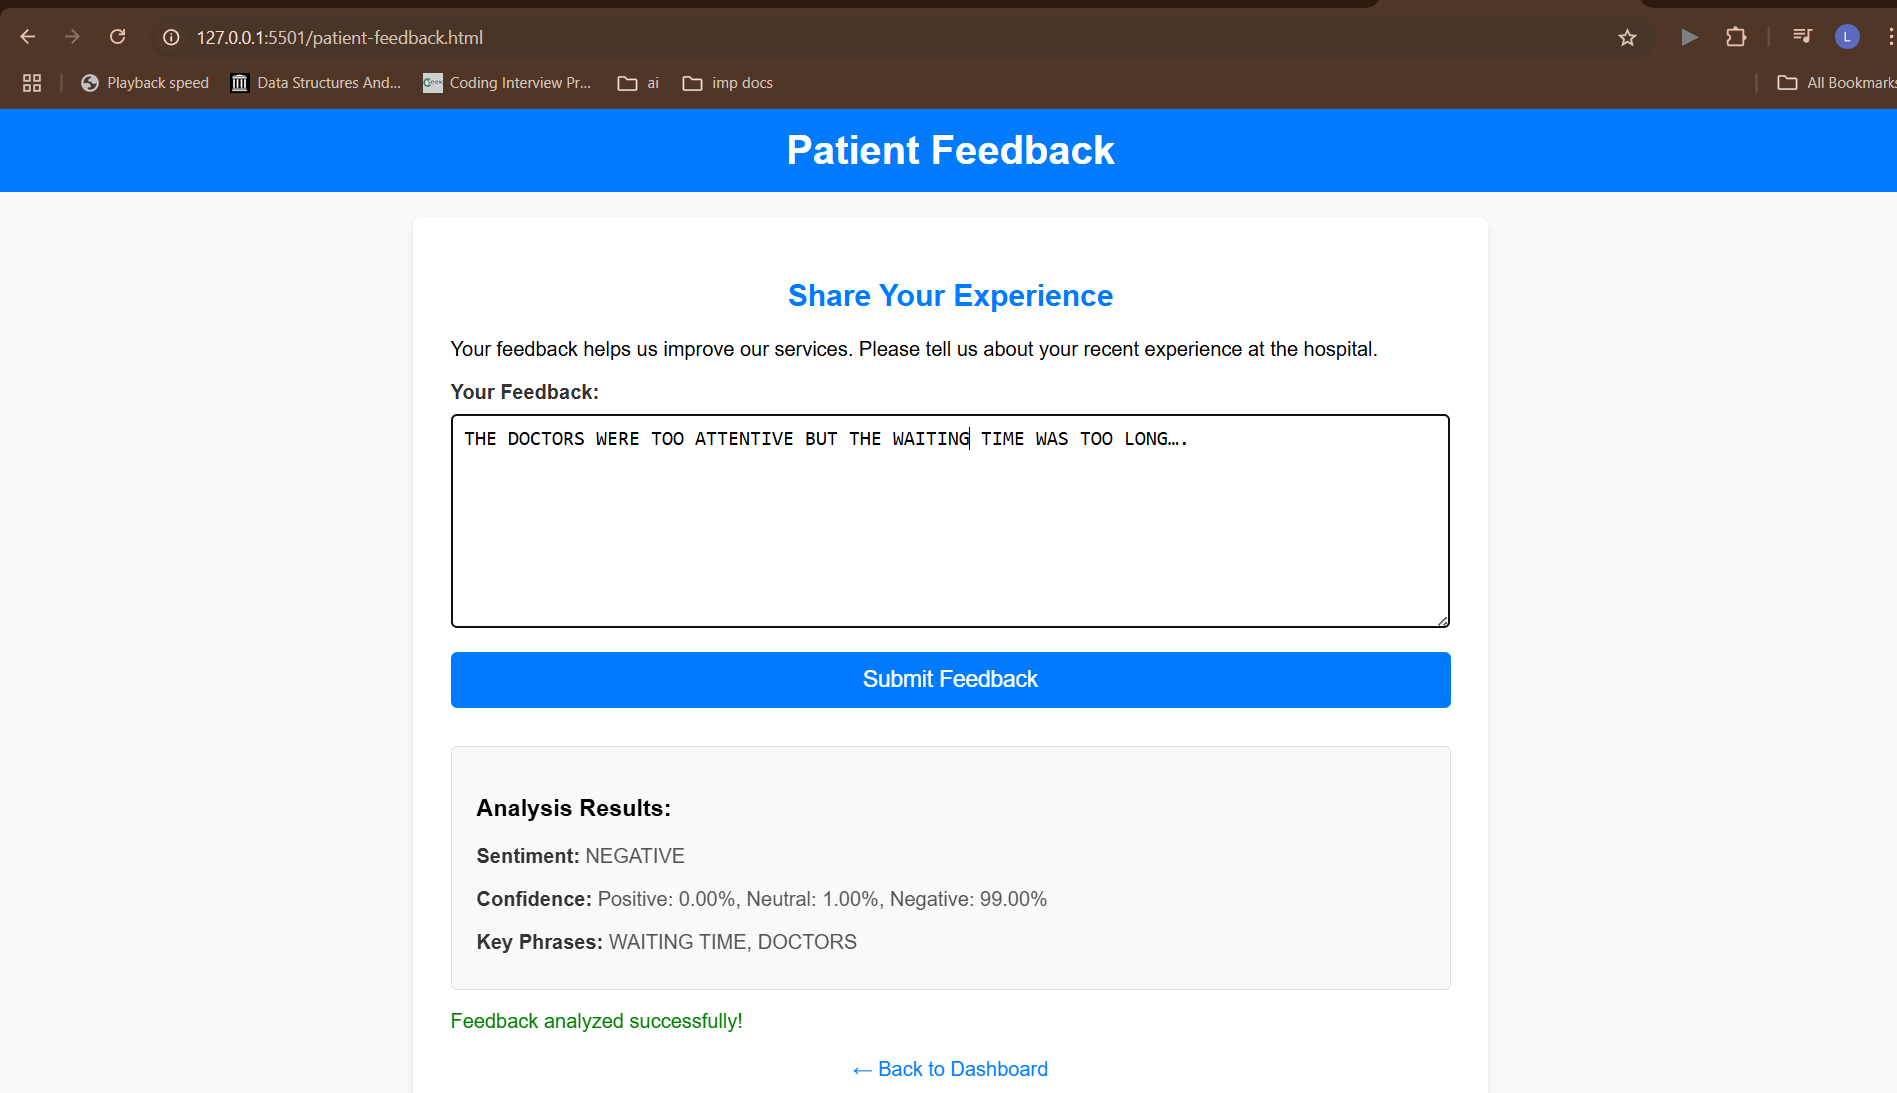 127.0.0.1:5501/patient-feedback.html
L
Playback speed
Data Structures And...
Coding Interview Pr...
ai
imp docs
All Bookmarks
Patient Feedback
Share Your Experience
Your feedback helps us improve our services. Please tell us about your recent experience at the hospital.
Your Feedback:
THE DOCTORS WERE TOO ATTENTIVE BUT THE WAITING TIME WAS TOO LONG….
Submit Feedback
Analysis Results:
Sentiment: NEGATIVE
Confidence: Positive: 0.00%, Neutral: 1.00%, Negative: 99.00%
Key Phrases: WAITING TIME, DOCTORS
Feedback analyzed successfully!
← Back to Dashboard